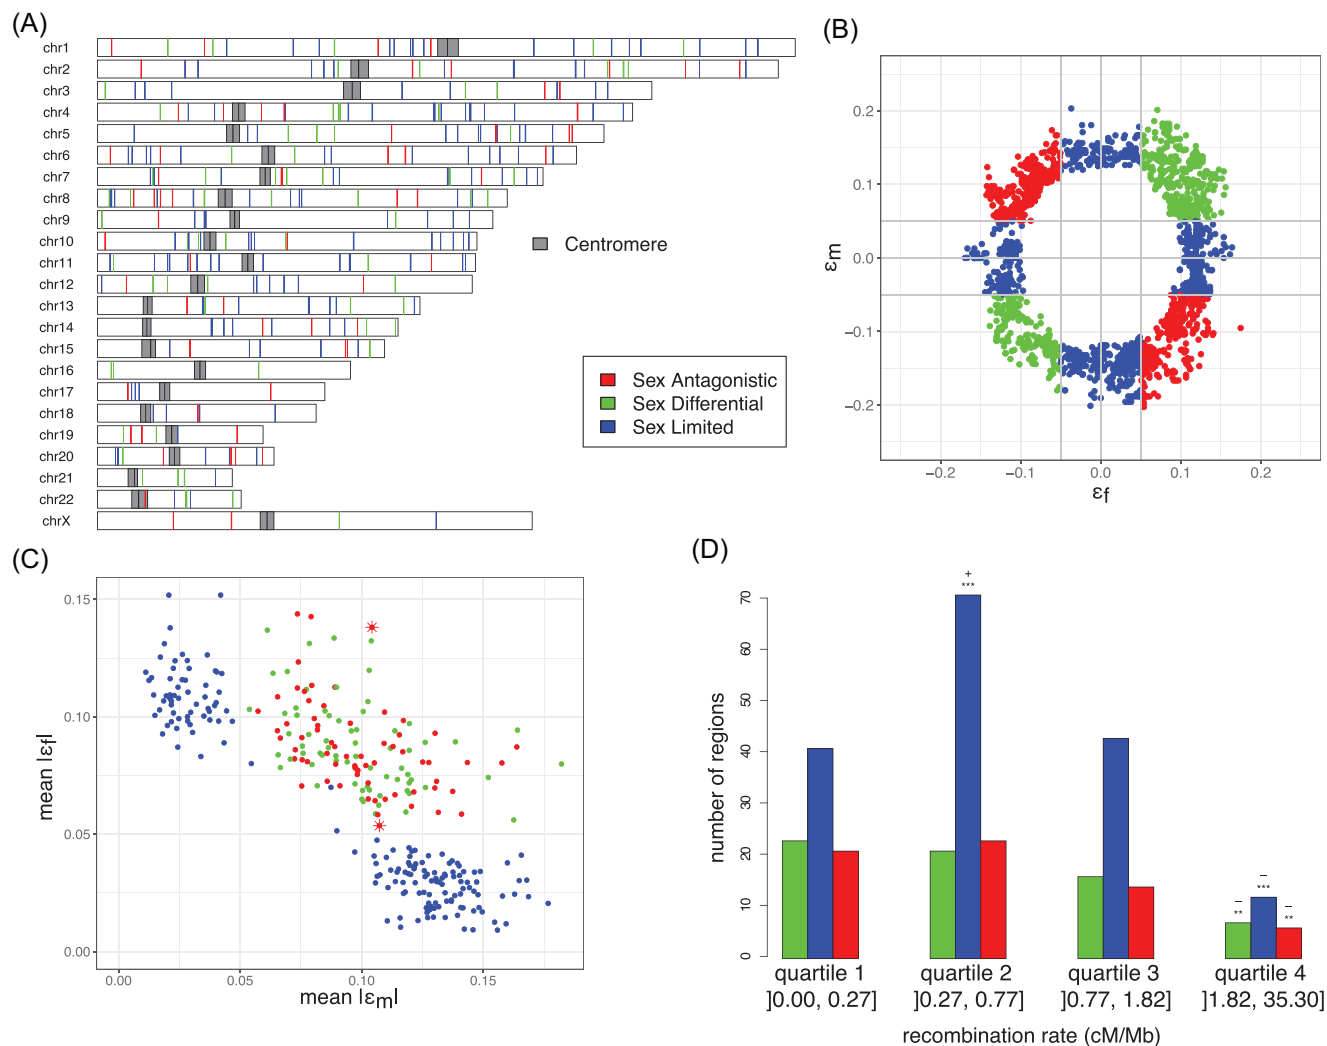 (A)
chr1
chr2
chr3
chr4
chr5
chr6
chr7
chr8
chr9
chr10
chr11
chr12
chr13
chr14
chr15
chr16
chr17
chr18
chr19
chr20
chr21
chr22
chrX
Centromere
Sex Antagonistic
Sex Differential
Sex Limited
(B)
0.2
0.1
0.0
−0.1
−0.2
εm
−0.2 −0.1 0.0 0.1 0.2
εf
(C)
0.15
0.10
0.05
0.00
mean |εf|
0.00 0.05 0.10 0.15
mean |εm|
(D)
70
60
50
40
30
20
10
0
number of regions
+
***
− − −
** *** **
quartile 1 quartile 2 quartile 3 quartile 4
]0.00, 0.27] ]0.27, 0.77] ]0.77, 1.82] ]1.82, 35.30]
recombination rate (cM/Mb)